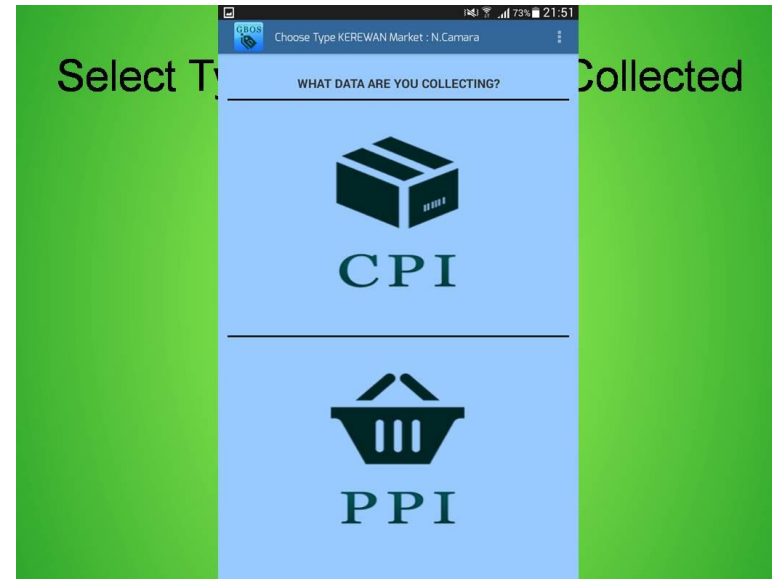 73% 21:51
GBOS
Choose Type KEREWAN Market : N.Camara
Select Ty Collected
WHAT DATA ARE YOU COLLECTING?
CPI
PPI